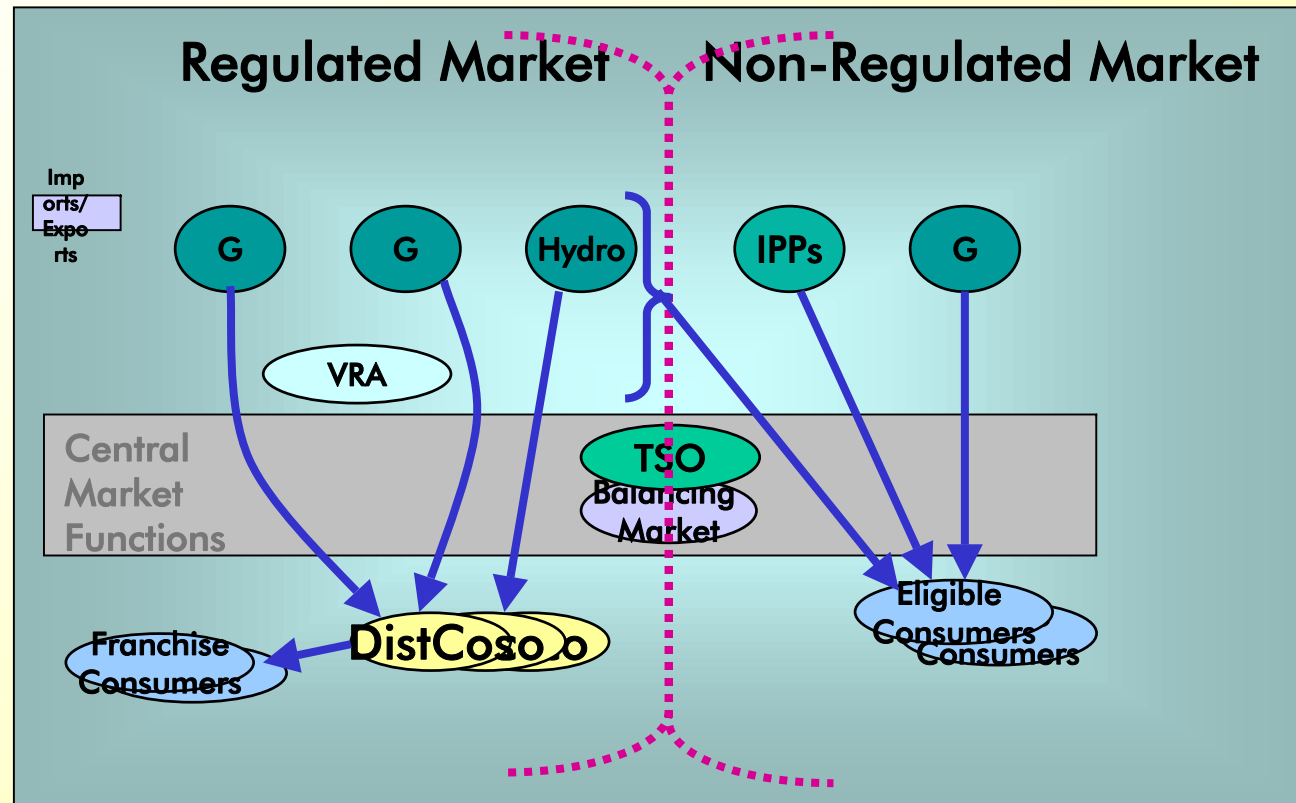 Regulated Market
Non-Regulated Market
Imp
orts/
Expo
rts
G
G
Hydro
IPPs
G
VRA
Central
Market
Functions
TSO
Balancing
Market
Eligible
Consumers
Consumers
DistCos
Franchise
Consumers